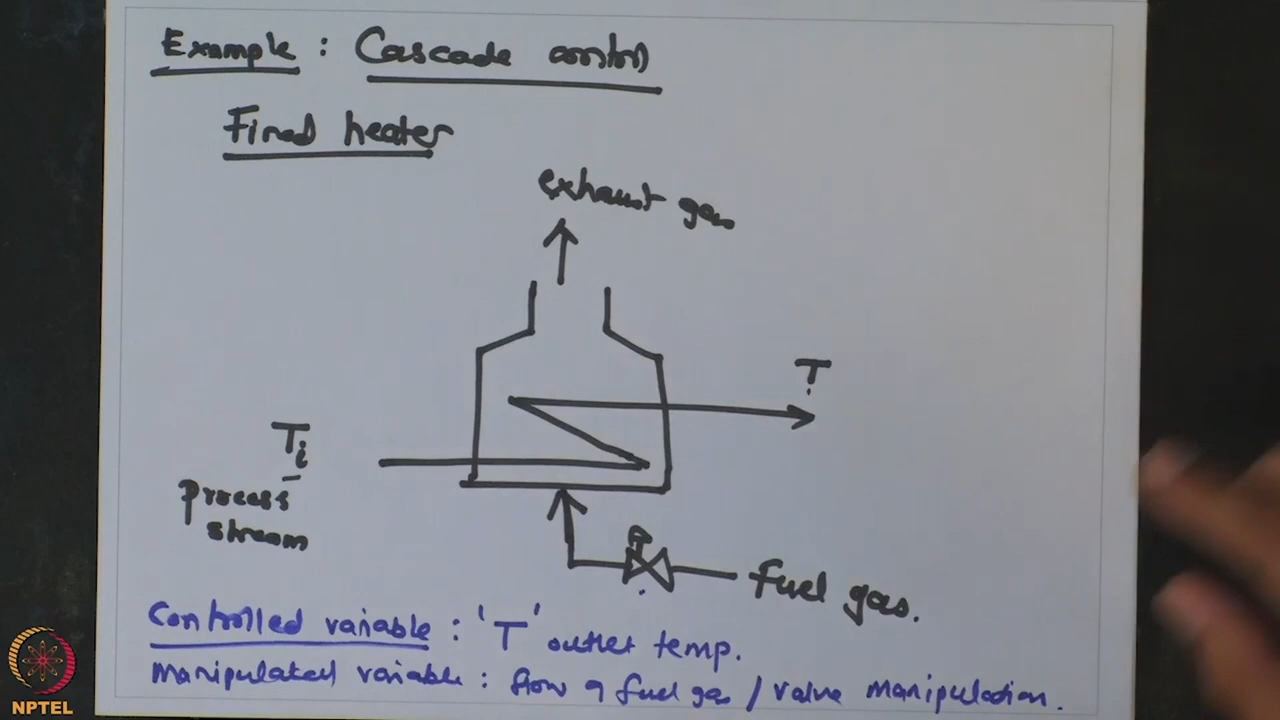 Example : Cascade control
Fired heater
exhaust gas
T
Ti
process
stream
fuel gas.
Controlled variable : 'T' outlet temp.
Manipulated variable : flow of fuel gas / valve manipulation.
NPTEL